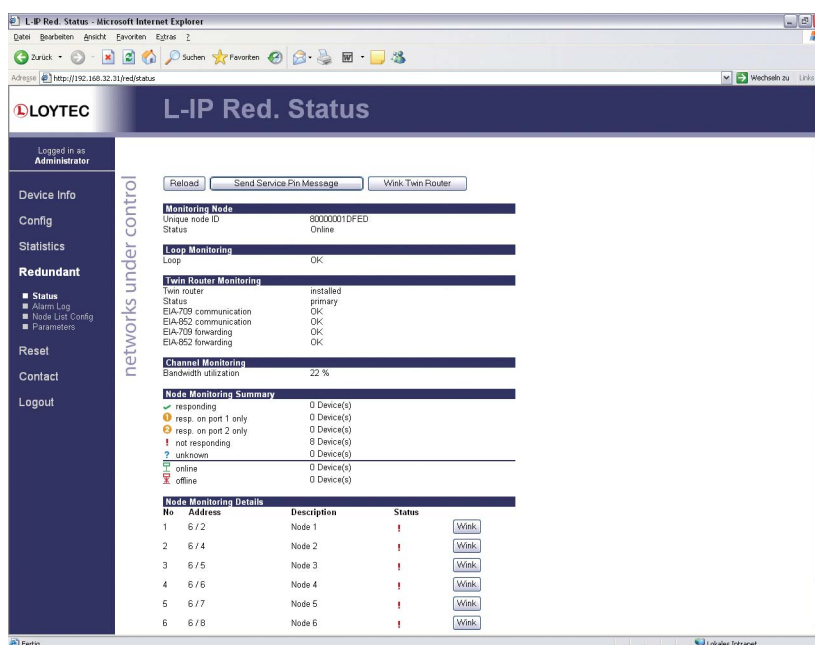 L-IP Red. Status - Microsoft Internet Explorer
Datei Bearbeiten Ansicht Favoriten Extras ?
Zurück Suchen Favoriten
Adresse http://192.168.32.31/red/status Wechseln zu Links
LOYTEC
L-IP Red. Status
Logged in as
Administrator
Device Info
Config
Statistics
Redundant
Status
Alarm Log
Node List Config
Parameters
Reset
Contact
Logout
networks under control
Reload Send Service Pin Message Wink Twin Router
Monitoring Node
Unique node ID 80000001DFED
Status Online
Loop Monitoring
Loop OK
Twin Router Monitoring
Twin router installed
Status primary
EIA-709 communication OK
EIA-852 communication OK
EIA-709 forwarding OK
EIA-852 forwarding OK
Channel Monitoring
Bandwidth utilization 22 %
Node Monitoring Summary
responding 0 Device(s)
1 resp. on port 1 only 0 Device(s)
2 resp. on port 2 only 0 Device(s)
! not responding 8 Device(s)
? unknown 0 Device(s)
online 0 Device(s)
offline 0 Device(s)
Node Monitoring Details
No Address Description Status
1 6 / 2 Node 1 ! Wink
2 6 / 4 Node 2 ! Wink
3 6 / 5 Node 3 ! Wink
4 6 / 6 Node 4 ! Wink
5 6 / 7 Node 5 ! Wink
6 6 / 8 Node 6 ! Wink
Fertig Lokales Intranet